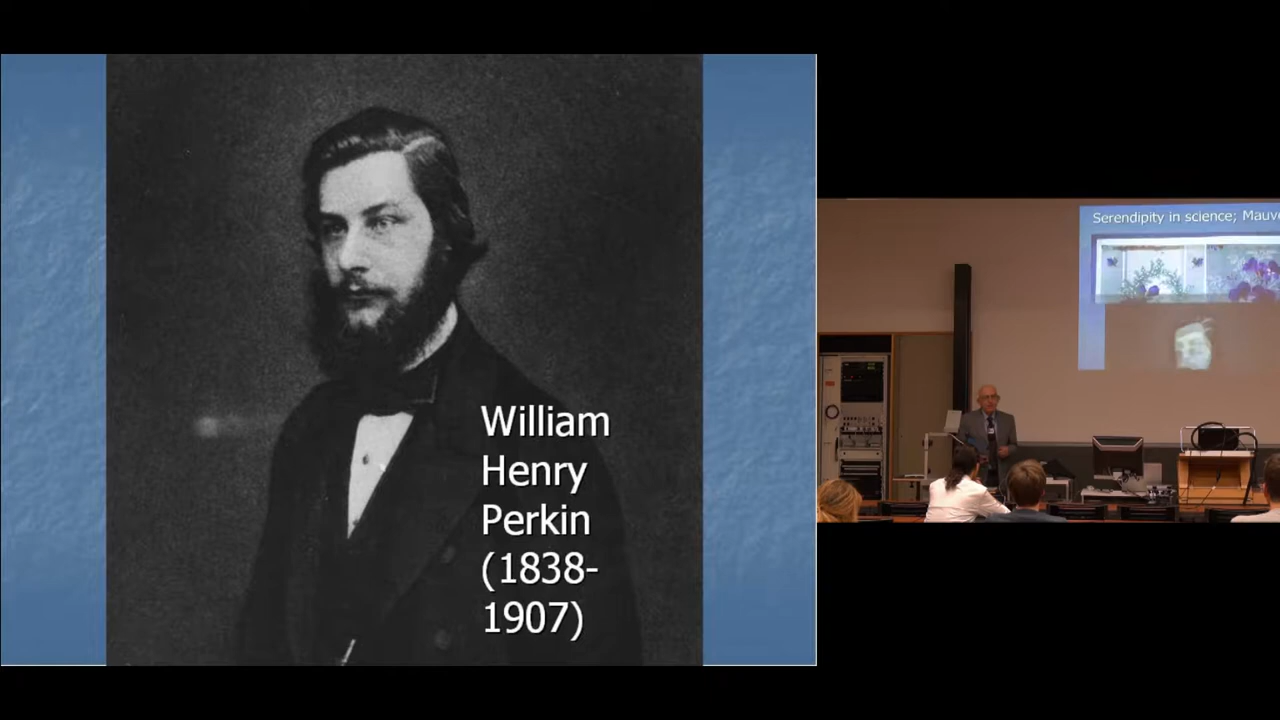 William
Henry
Perkin
(1838-
1907)
Serendipity in science; Mauv